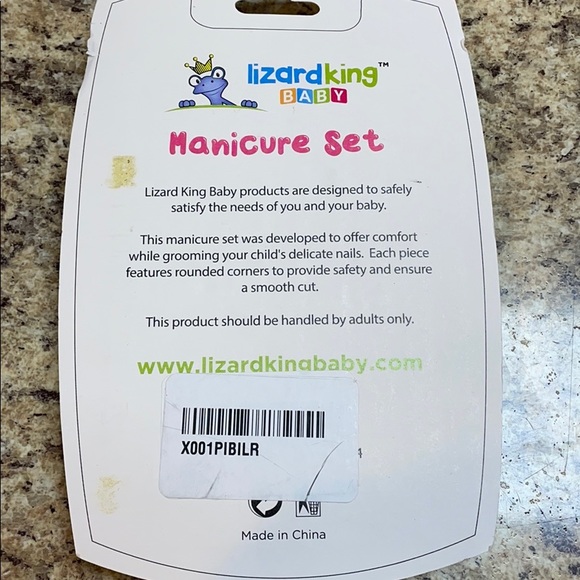 lizardking™
BABY
Manicure Set
Lizard King Baby products are designed to safely
satisfy the needs of you and your baby.
This manicure set was developed to offer comfort
while grooming your child's delicate nails. Each piece
features rounded corners to provide safety and ensure
a smooth cut.
This product should be handled by adults only.
www.lizardkingbaby.com
X001PIBILR
Made in China